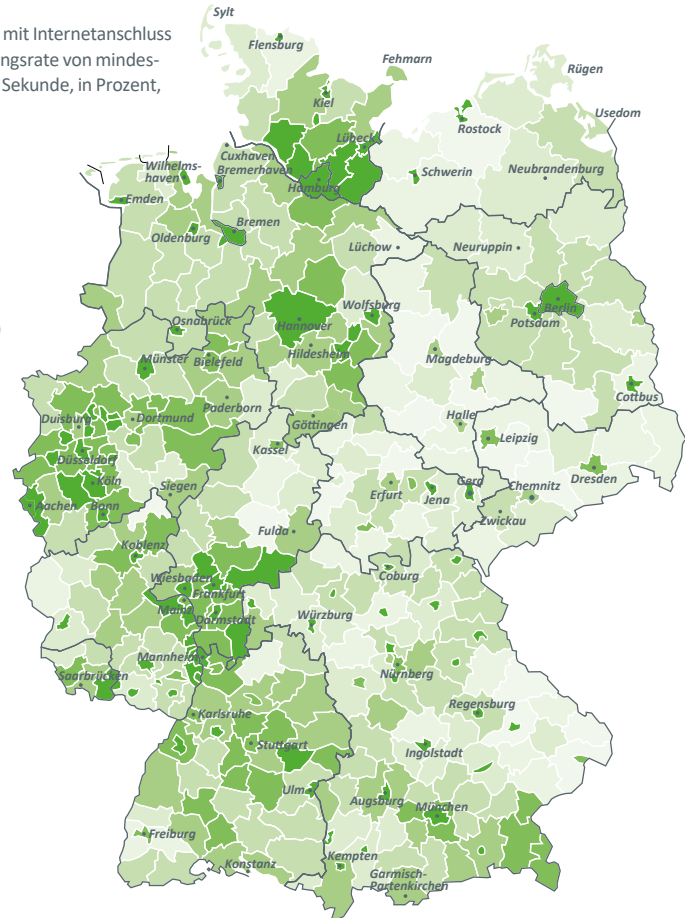 mit Internetanschluss
ngsrate von mindes-
Sekunde, in Prozent,
Sylt
Flensburg
Fehmarn
Rügen
Kiel
Usedom
Rostock
Lübeck
Cuxhaven
Wilhelms-
haven
Bremerhaven
Hamburg
Schwerin
Neubrandenburg
Emden
Bremen
Oldenburg
Lüchow
Neuruppin
Berlin
Potsdam
Wolfsburg
Osnabrück
Hannover
Münster
Bielefeld
Hildesheim
Magdeburg
Cottbus
Paderborn
Duisburg
Dortmund
Göttingen
Halle
Leipzig
Düsseldorf
Kassel
Köln
Siegen
Dresden
Aachen
Bonn
Erfurt
Jena
Gera
Chemnitz
Zwickau
Fulda
Koblenz
Coburg
Wiesbaden
Frankfurt
Mainz
Darmstadt
Würzburg
Mannheim
Saarbrücken
Nürnberg
Karlsruhe
Regensburg
Stuttgart
Ingolstadt
Ulm
Augsburg
München
Freiburg
Kempten
Konstanz
Garmisch-
Partenkirchen